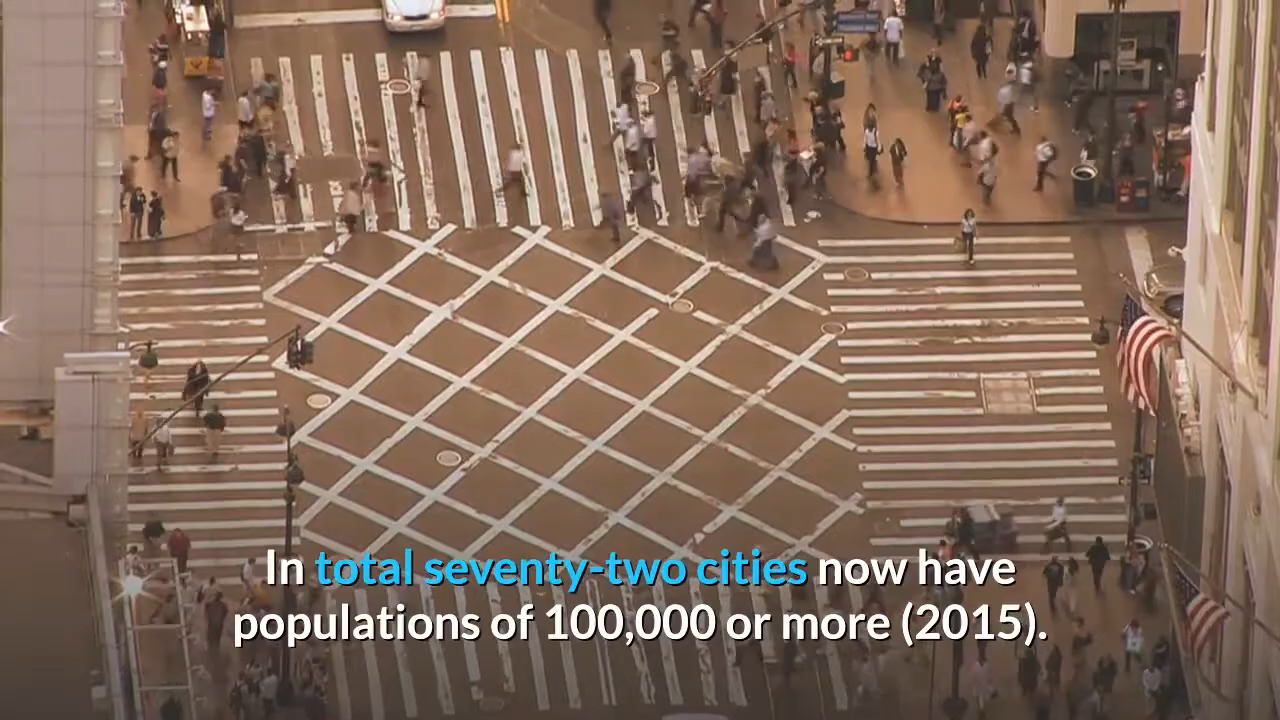 In total seventy-two cities now have
populations of 100,000 or more (2015).